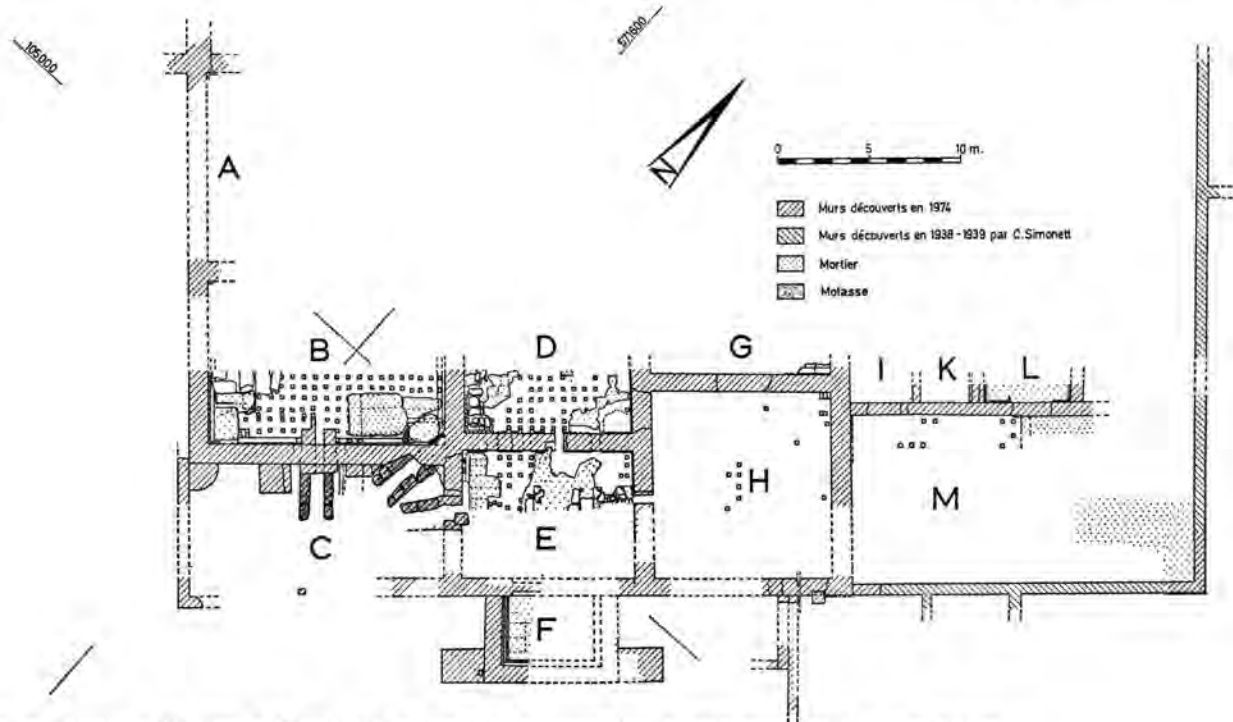 105000
571600
N
0 5 10 m.
Murs découverts en 1974
Murs découverts en 1938-1939 par C.Simonett
Mortier
Molasse
A
B
D
G
I
K
L
C
E
H
M
F